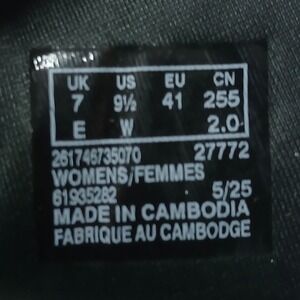 UK US EU CN
7 9½ 41 255
E W 2.0
261746735070 27772
WOMENS/FEMMES
61935282 5/25
MADE IN CAMBODIA
FABRIQUE AU CAMBODGE